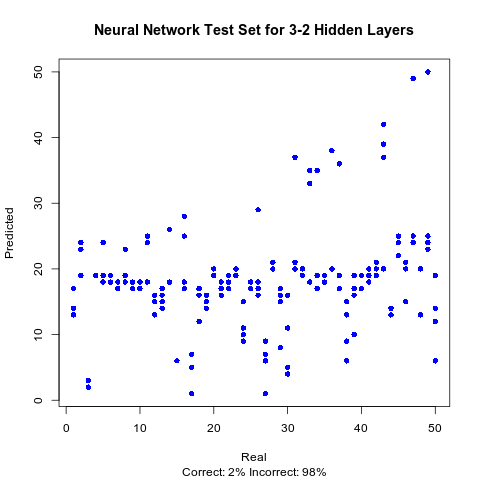 Neural Network Test Set for 3-2 Hidden Layers
Predicted
50
40
30
20
10
0
0 10 20 30 40 50
Real
Correct: 2% Incorrect: 98%